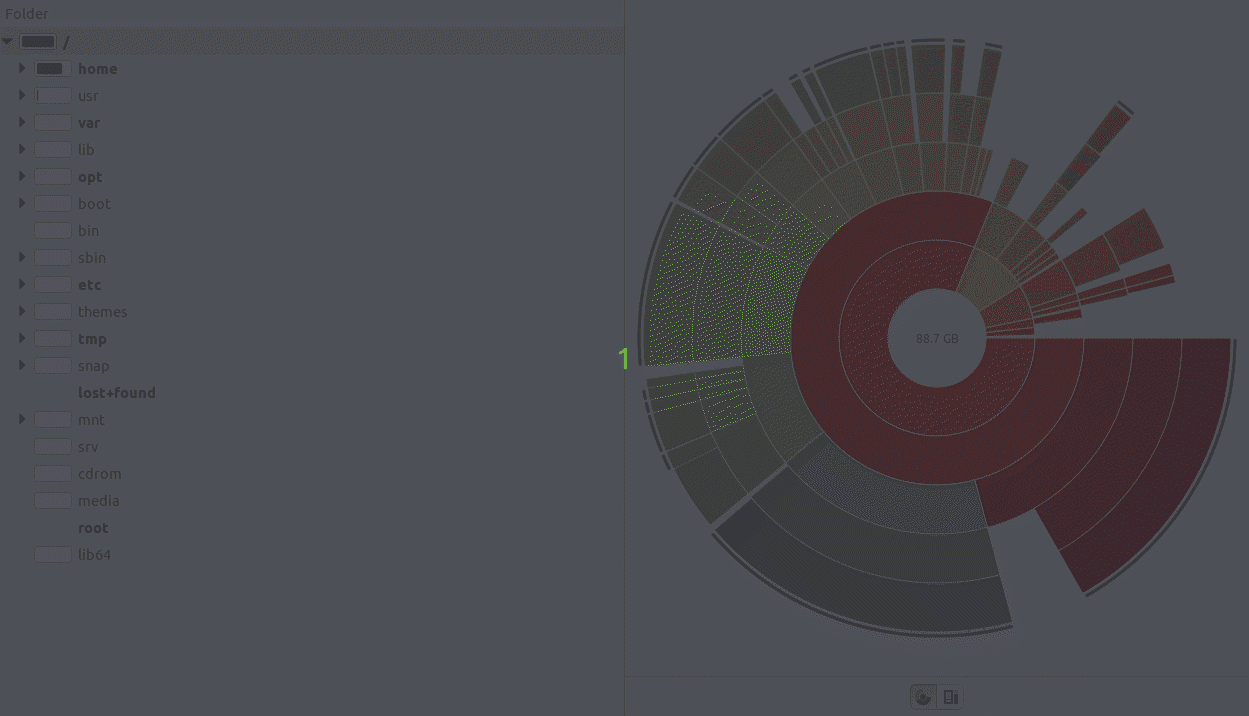 Folder
/
home
usr
var
lib
opt
boot
bin
sbin
etc
themes
tmp
snap
lost+found
mnt
srv
cdrom
media
root
lib64
1
88.7 GB